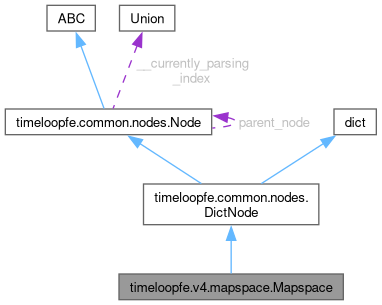 ABC
Union
__currently_parsing
_index
timeloopfe.common.nodes.Node
parent_node
dict
timeloopfe.common.nodes.
DictNode
timeloopfe.v4.mapspace.Mapspace